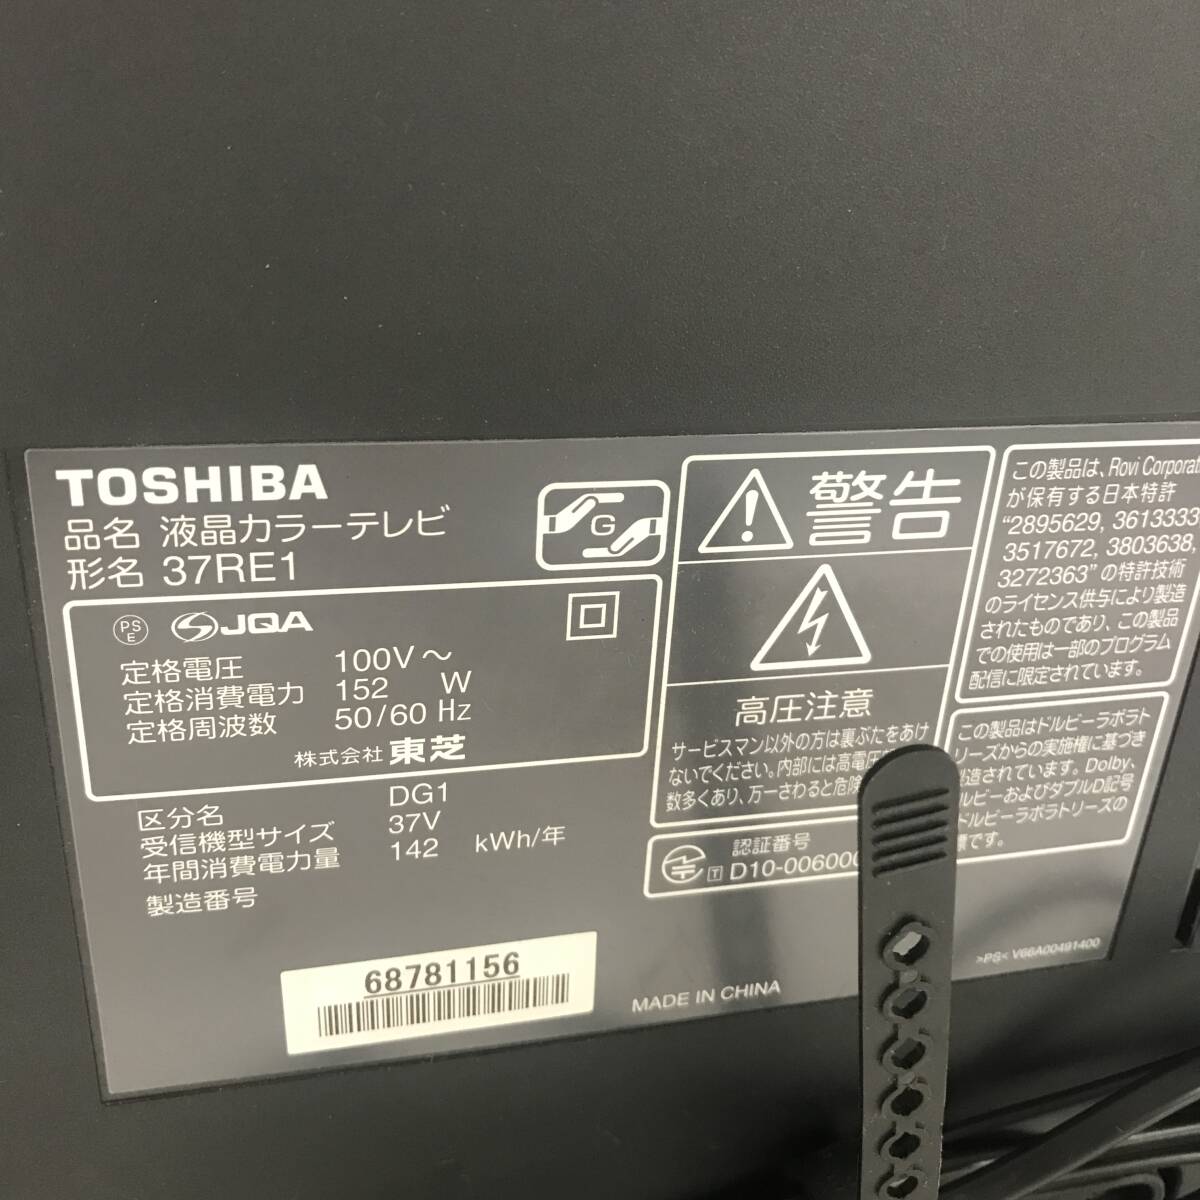 TOSHIBA
品名 液晶カラーテレビ
形名 37RE1
G
PS
E
JQA
定格電圧 100V～
定格消費電力 152 W
定格周波数 50/60 Hz
株式会社 東芝
区分名 DG1
受信機型サイズ 37V
年間消費電力量 142 kWh/年
製造番号
68781156
MADE IN CHINA
警告
高圧注意
サービスマン以外の方は裏ぶたをあけ
ないでください。内部には高電圧
数多くあり、万一さわると危険
認証番号
T D10-006000
この製品は、Rovi Corporat
が保有する日本特許
“2895629, 3613333
3517672, 3803638,
3272363”の特許技術
のライセンス供与により製造
されたものであり、この製品
での使用は一部のプログラム
配信に限定されています。
この製品はドルビーラボラト
リーズからの実施権に基づき
製造されています。Dolby、
ルビーおよびダブルD記号
ドルビーラボラトリーズの
標です。
>PS< V66A00491400